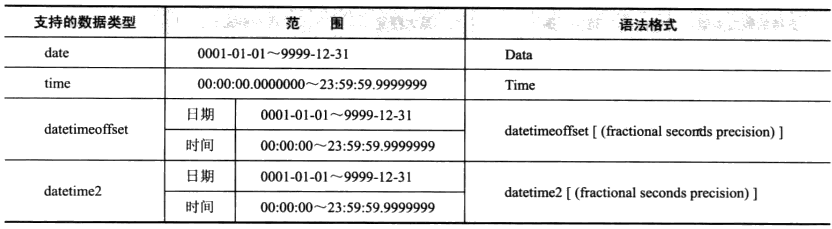 支持的数据类型 范 围 语法格式
date 0001-01-01～9999-12-31 Data
time 00:00:00.0000000～23:59:59.9999999 Time
datetimeoffset 日期 0001-01-01～9999-12-31 datetimeoffset [ (fractional seconds precision) ]
时间 00:00:00～23:59:59.9999999
datetime2 日期 0001-01-01～9999-12-31 datetime2 [ (fractional seconds precision) ]
时间 00:00:00～23:59:59.9999999